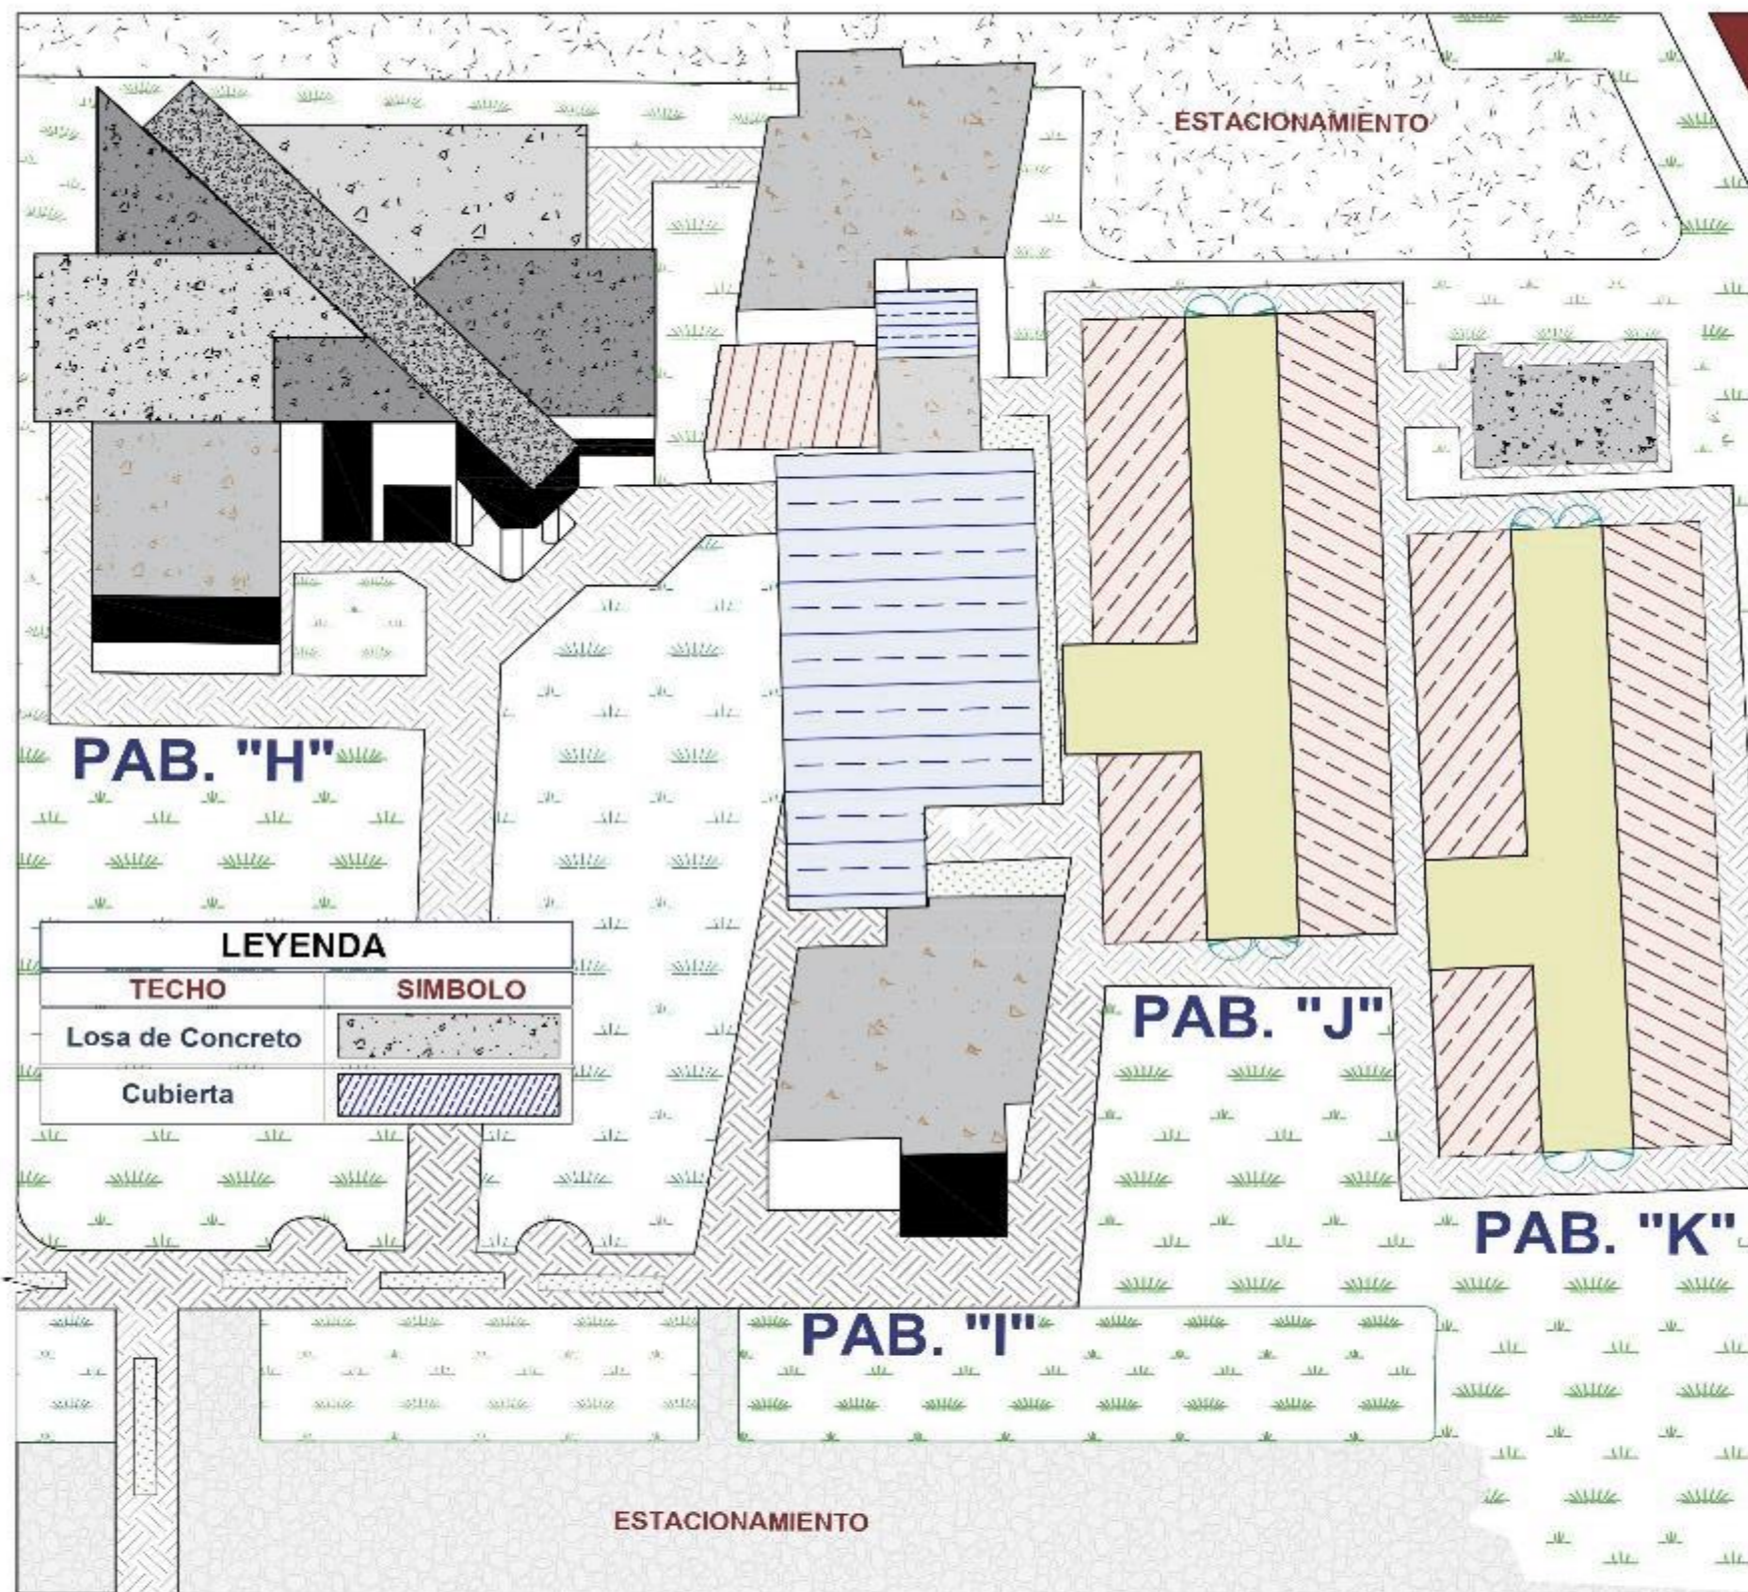 ESTACIONAMIENTO
PAB. "H"
LEYENDA
TECHO SIMBOLO
Losa de Concreto
Cubierta
PAB. "J"
PAB. "K"
PAB. "I"
ESTACIONAMIENTO